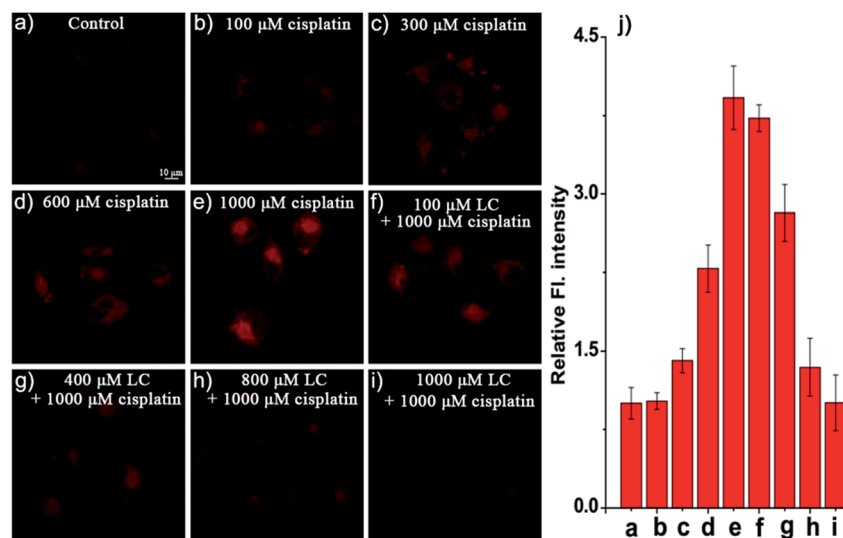 a) Control
b) 100 μM cisplatin
c) 300 μM cisplatin
10 μm
d) 600 μM cisplatin
e) 1000 μM cisplatin
f) 100 μM LC
+ 1000 μM cisplatin
g) 400 μM LC
+ 1000 μM cisplatin
h) 800 μM LC
+ 1000 μM cisplatin
i) 1000 μM LC
+ 1000 μM cisplatin
j)
Relative Fl. intensity
4.5
3.0
1.5
0.0
a b c d e f g h i